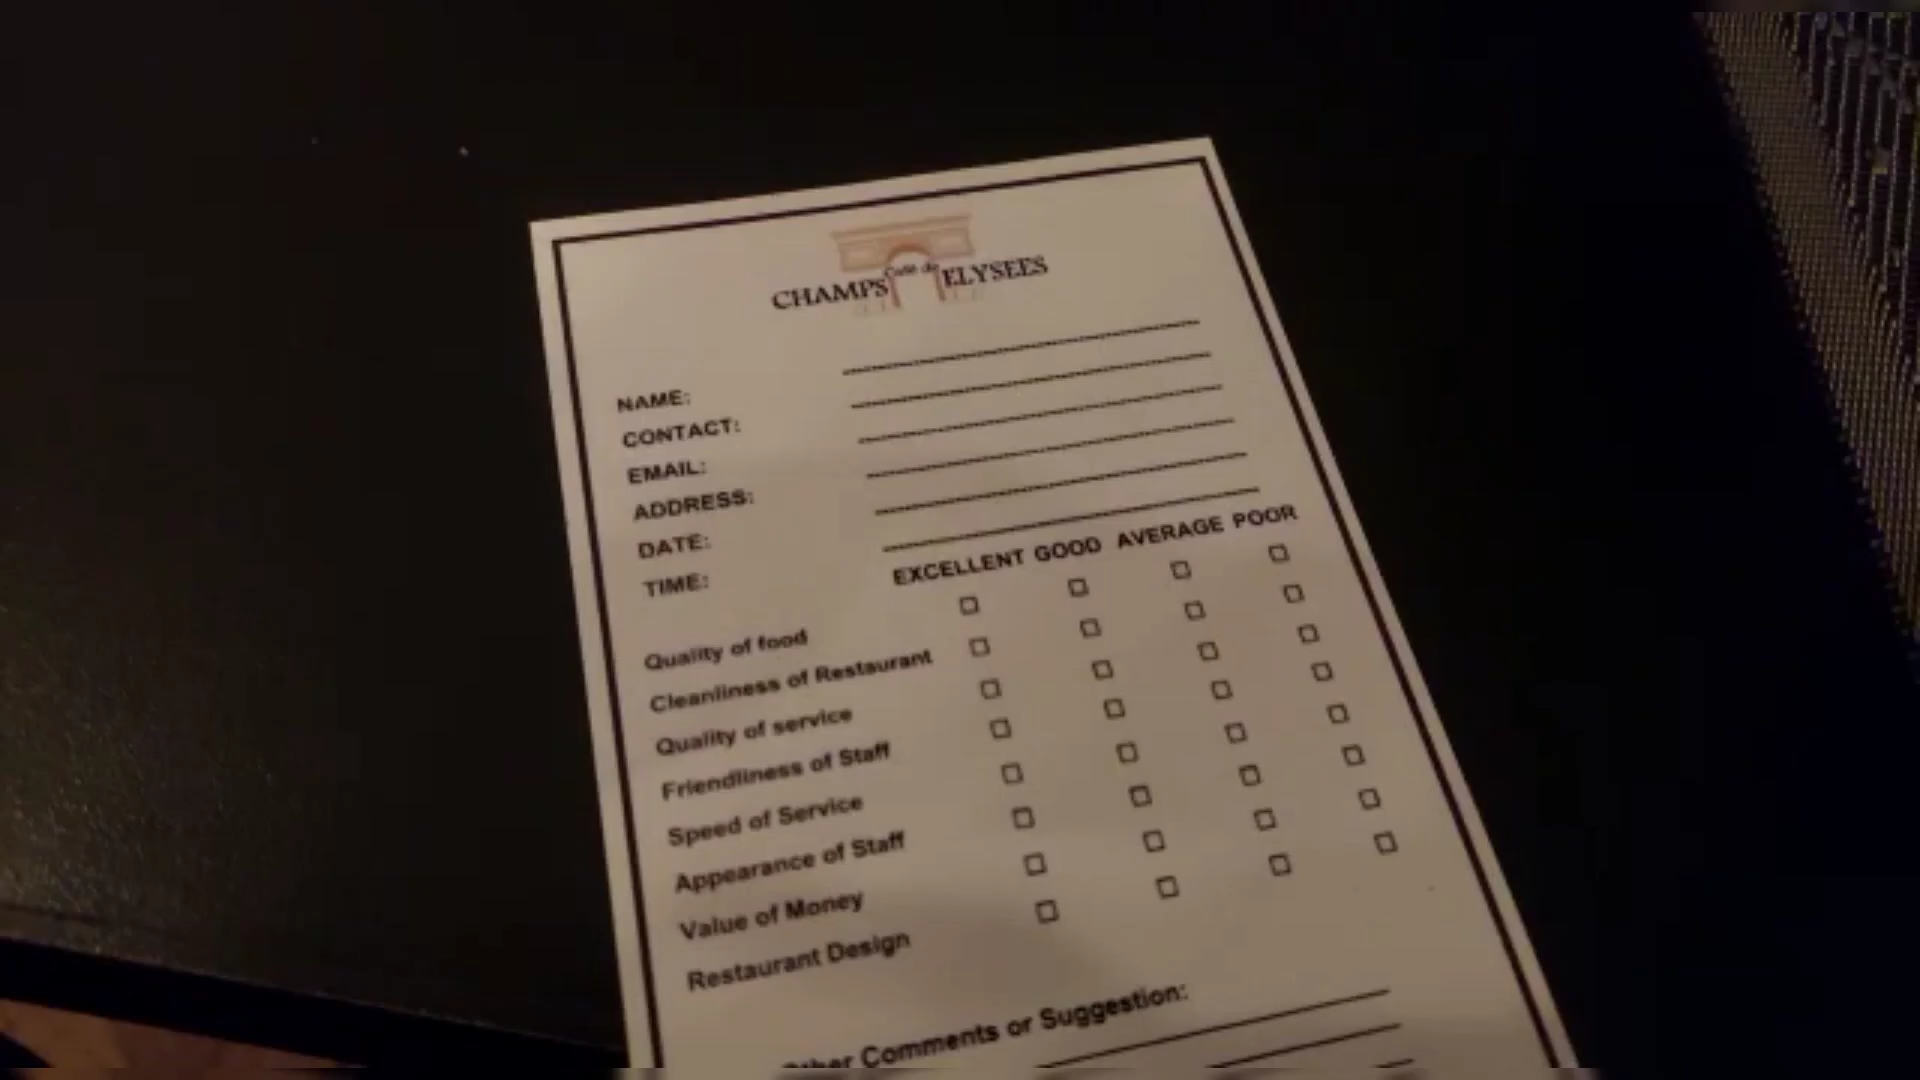 Café de
CHAMPS ELYSEES
NAME:
CONTACT:
EMAIL:
ADDRESS:
DATE:
TIME:
EXCELLENT GOOD AVERAGE POOR
Quality of food
Cleanliness of Restaurant
Quality of service
Friendliness of Staff
Speed of Service
Appearance of Staff
Value of Money
Restaurant Design
Other Comments or Suggestion: